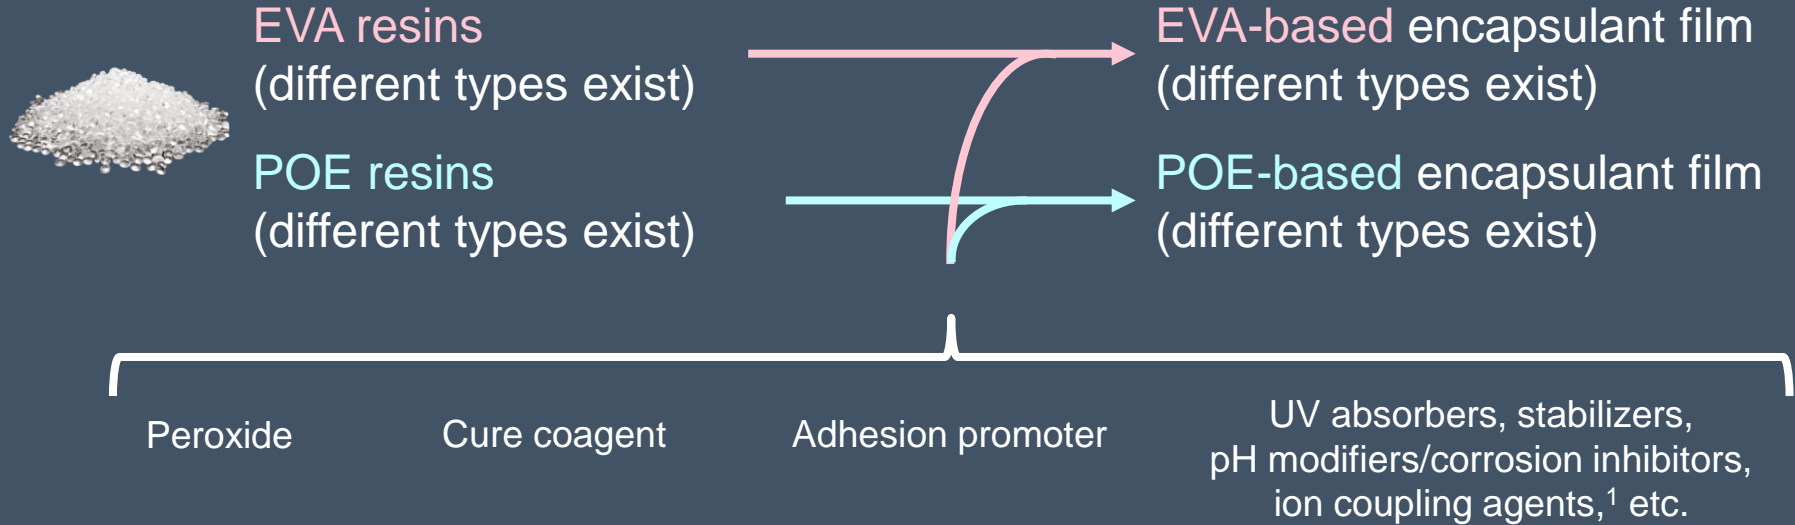 EVA resins
(different types exist)
EVA-based encapsulant film
(different types exist)
POE resins
(different types exist)
POE-based encapsulant film
(different types exist)
Peroxide
Cure coagent
Adhesion promoter
UV absorbers, stabilizers,
pH modifiers/corrosion inhibitors,
ion coupling agents,¹ etc.